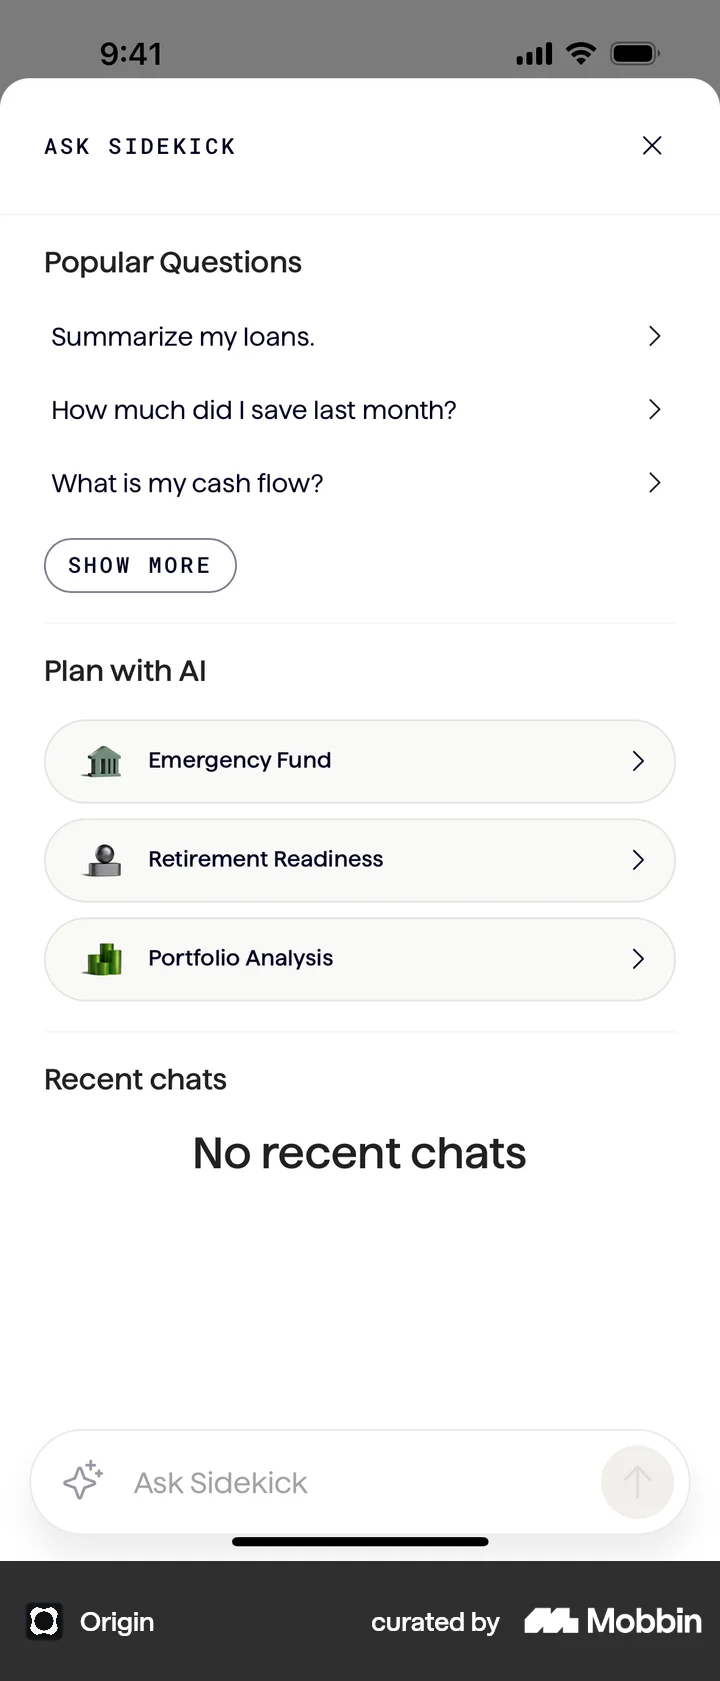 9:41
ASK SIDEKICK
Popular Questions
Summarize my loans.
How much did I save last month?
What is my cash flow?
SHOW MORE
Plan with AI
Emergency Fund
Retirement Readiness
Portfolio Analysis
Recent chats
No recent chats
Ask Sidekick
Origin
curated by Mobbin